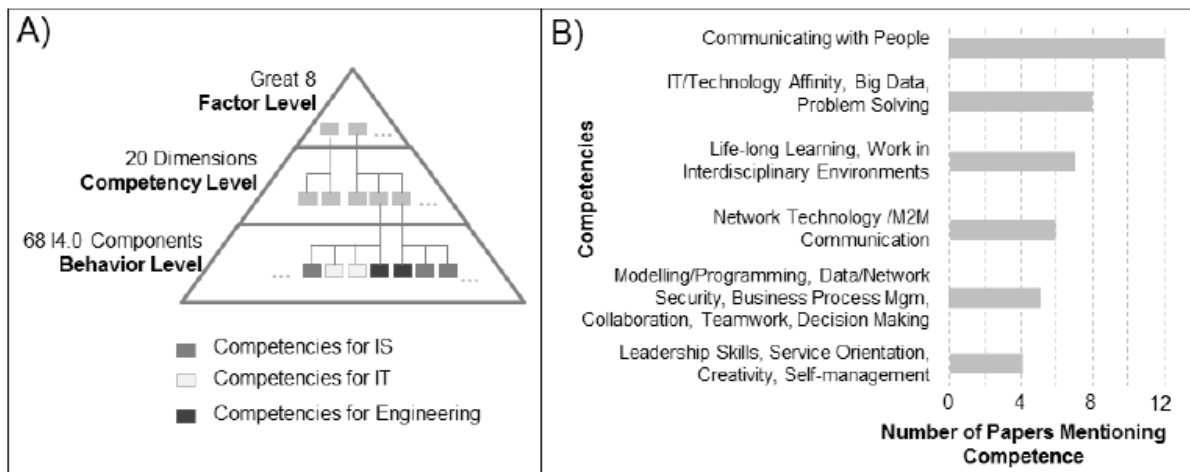 A)
Great 8
Factor Level
20 Dimensions
Competency Level
68 I4.0 Components
Behavior Level
...
...
...
...
Competencies for IS
Competencies for IT
Competencies for Engineering
B)
Competencies
Communicating with People
IT/Technology Affinity, Big Data,
Problem Solving
Life-long Learning, Work in
Interdisciplinary Environments
Network Technology /M2M
Communication
Modelling/Programming, Data/Network
Security, Business Process Mgm,
Collaboration, Teamwork, Decision Making
Leadership Skills, Service Orientation,
Creativity, Self-management
0 4 8 12
Number of Papers Mentioning
Competence